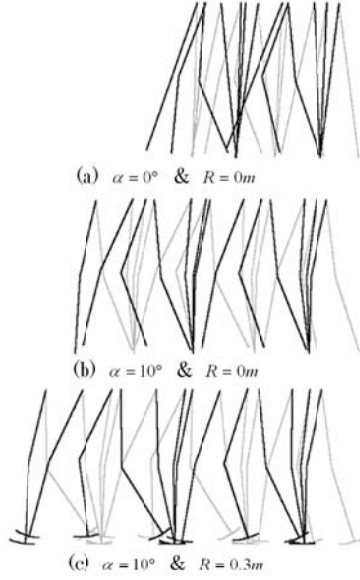 (a) α = 0° & R = 0m
(b) α = 10° & R = 0m
(c) α = 10° & R = 0.3m